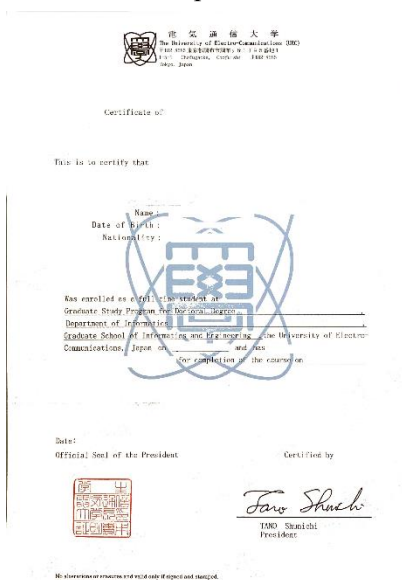 電 気 通 信 大 学
The University of Electro-Communications (UEC)
Tokyo, Japan
Certificate of
This is to certify that
Name :
Date of Birth :
Nationality :
Was enrolled as a full time student at
Graduate Study Program for Doctoral Degree ,
Department of Informatics ,
Graduate School of Informatics and Engineering , the University of Electro-
Communications, Japan on and has
for completion of the course on
Date:
Official Seal of the President Certified by
Taro Shunichi
TANO Shunichi
President
No alterations or erasures and valid only if signed and stamped.